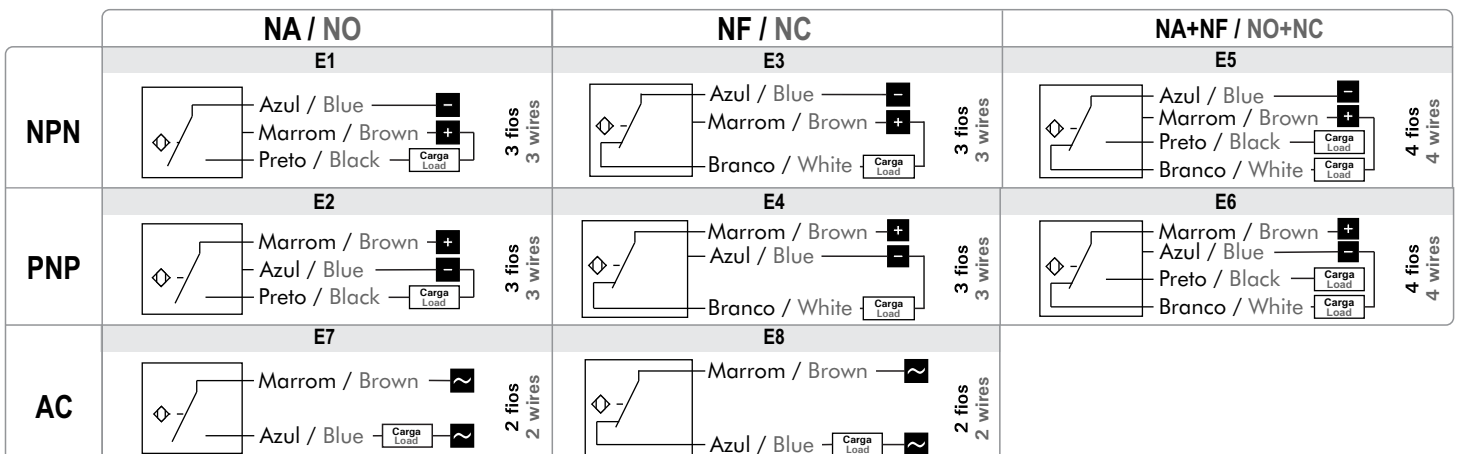 NA / NO
NF / NC
NA+NF / NO+NC
NPN
E1
Azul / Blue −
Marrom / Brown +
Preto / Black Carga Load
3 fios
3 wires
E3
Azul / Blue −
Marrom / Brown +
Branco / White Carga Load
3 fios
3 wires
E5
Azul / Blue −
Marrom / Brown +
Preto / Black Carga Load
Branco / White Carga Load
4 fios
4 wires
PNP
E2
Marrom / Brown +
Azul / Blue −
Preto / Black Carga Load
3 fios
3 wires
E4
Marrom / Brown +
Azul / Blue −
Branco / White Carga Load
3 fios
3 wires
E6
Marrom / Brown +
Azul / Blue −
Preto / Black Carga Load
Branco / White Carga Load
4 fios
4 wires
AC
E7
Marrom / Brown ~
Azul / Blue Carga Load ~
2 fios
2 wires
E8
Marrom / Brown ~
Azul / Blue Carga Load ~
2 fios
2 wires